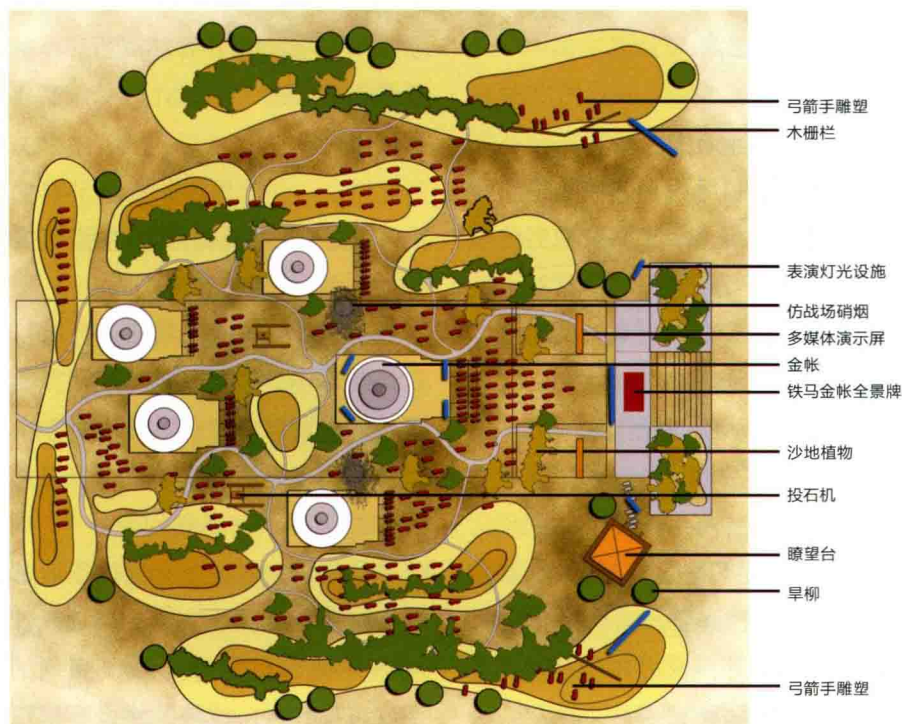 弓箭手雕塑
木栅栏
表演灯光设施
仿战场硝烟
多媒体演示屏
金帐
铁马金帐全景牌
沙地植物
投石机
瞭望台
旱柳
弓箭手雕塑